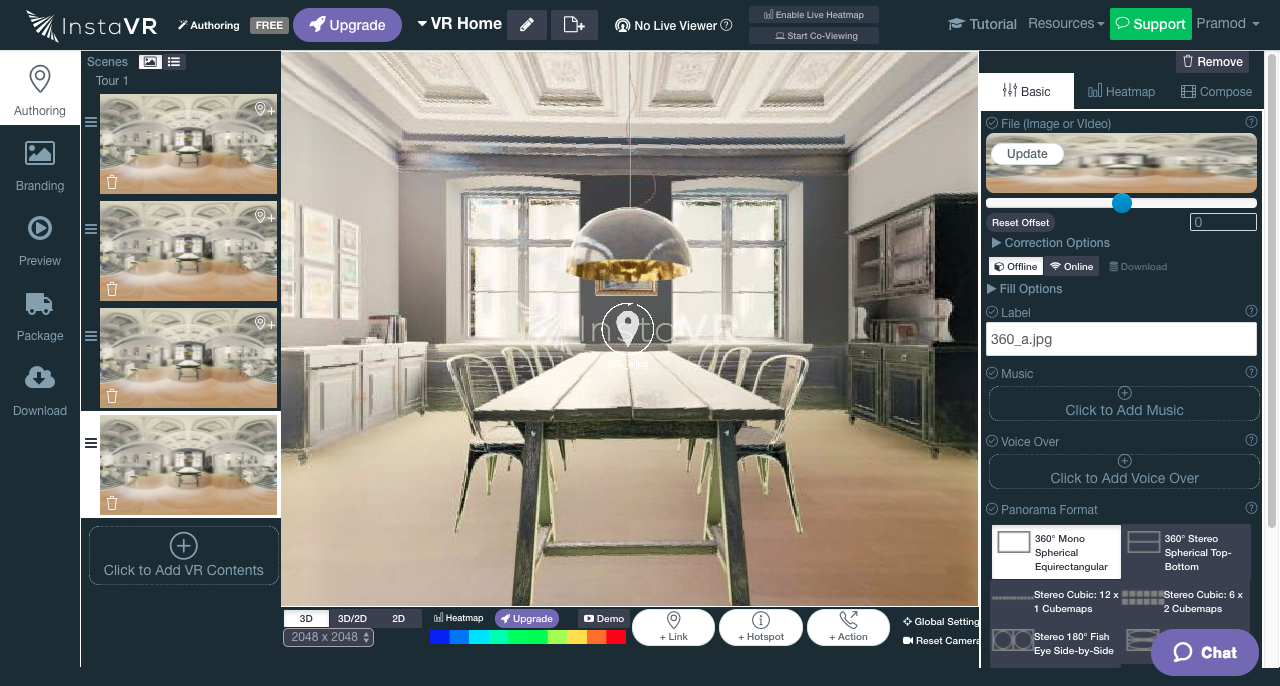 InstaVR
Authoring
FREE
Upgrade
VR Home
No Live Viewer
Enable Live Heatmap
Start Co-Viewing
Tutorial
Resources
Support
Pramod
Authoring
Branding
Preview
Package
Download
Scenes
Tour 1
Click to Add VR Contents
InstaVR
360_a.jpg
3D
3D/2D
2D
2048 x 2048
Heatmap
Upgrade
Demo
+ Link
+ Hotspot
+ Action
Global Setting
Reset Camera
Remove
Basic
Heatmap
Compose
File (Image or VIdeo)
Update
Reset Offset
0
Correction Options
Offline
Online
Download
Fill Options
Label
360_a.jpg
Music
Click to Add Music
Voice Over
Click to Add Voice Over
Panorama Format
360° Mono
Spherical
Equirectangular
360° Stereo
Spherical Top-
Bottom
Stereo Cubic: 12 x
1 Cubemaps
Stereo Cubic: 6 x
2 Cubemaps
Stereo 180° Fish
Eye Side-by-Side
Chat